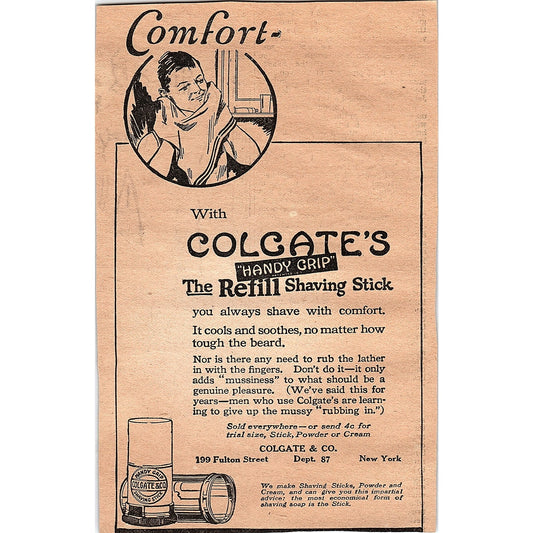 Comfort-
With
COLGATE'S
"HANDY GRIP"
The Refill Shaving Stick
you always shave with comfort.
It cools and soothes, no matter how
tough the beard.
Nor is there any need to rub the lather
in with the fingers. Don't do it—it only
adds "mussiness" to what should be a
genuine pleasure. (We've said this for
years—men who use Colgate's are learn-
ing to give up the mussy "rubbing in.")
Sold everywhere—or send 4c for
trial size, Stick, Powder or Cream
COLGATE & CO.
199 Fulton Street Dept. 87 New York
We make Shaving Sticks, Powder and
Cream, and can give you this impartial
advice: the most economical form of
shaving soap is the Stick.
HANDY GRIP
COLGATE & CO
SHAVING STICK